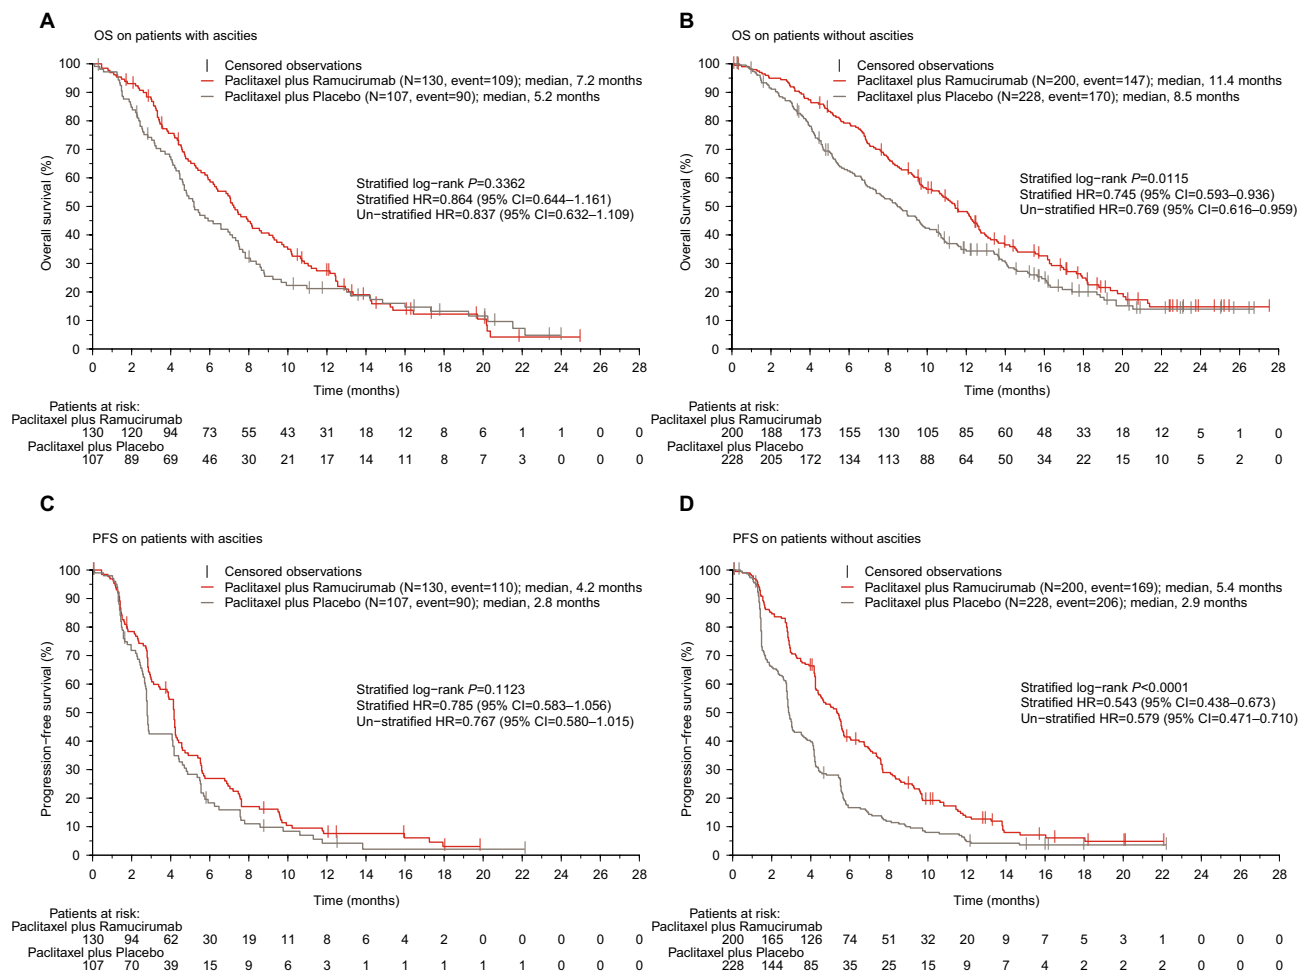 A
OS on patients with ascities
Censored observations
Paclitaxel plus Ramucirumab (N=130, event=109); median, 7.2 months
Paclitaxel plus Placebo (N=107, event=90); median, 5.2 months
Stratified log−rank P=0.3362
Stratified HR=0.864 (95% CI=0.644–1.161)
Un−stratified HR=0.837 (95% CI=0.632–1.109)
Overall Survival (%)
100
90
80
70
60
50
40
30
20
10
0
0 2 4 6 8 10 12 14 16 18 20 22 24 26 28
Time (months)
Patients at risk:
Paclitaxel plus Ramucirumab
130 120 94 73 55 43 31 18 12 8 6 1 1 0 0
Paclitaxel plus Placebo
107 89 69 46 30 21 17 14 11 8 7 3 0 0 0
B
OS on patients without ascities
Censored observations
Paclitaxel plus Ramucirumab (N=200, event=147); median, 11.4 months
Paclitaxel plus Placebo (N=228, event=170); median, 8.5 months
Stratified log−rank P=0.0115
Stratified HR=0.745 (95% CI=0.593–0.936)
Un−stratified HR=0.769 (95% CI=0.616–0.959)
Overall Survival (%)
100
90
80
70
60
50
40
30
20
10
0
0 2 4 6 8 10 12 14 16 18 20 22 24 26 28
Time (months)
Patients at risk:
Paclitaxel plus Ramucirumab
200 188 173 155 130 105 85 60 48 33 18 12 5 1 0
Paclitaxel plus Placebo
228 205 172 134 113 88 64 50 34 22 15 10 5 2 0
C
PFS on patients with ascities
Censored observations
Paclitaxel plus Ramucirumab (N=130, event=110); median, 4.2 months
Paclitaxel plus Placebo (N=107, event=90); median, 2.8 months
Stratified log−rank P=0.1123
Stratified HR=0.785 (95% CI=0.583–1.056)
Un−stratified HR=0.767 (95% CI=0.580–1.015)
Progression−free survival (%)
100
90
80
70
60
50
40
30
20
10
0
0 2 4 6 8 10 12 14 16 18 20 22 24 26 28
Time (months)
Patients at risk:
Paclitaxel plus Ramucirumab
130 94 62 30 19 11 8 6 4 2 0 0 0 0 0
Paclitaxel plus Placebo
107 70 39 15 9 6 3 1 1 1 1 1 0 0 0
D
PFS on patients without ascities
Censored observations
Paclitaxel plus Ramucirumab (N=200, event=169); median, 5.4 months
Paclitaxel plus Placebo (N=228, event=206); median, 2.9 months
Stratified log−rank P<0.0001
Stratified HR=0.543 (95% CI=0.438–0.673)
Un−stratified HR=0.579 (95% CI=0.471–0.710)
Progression−free survival (%)
100
90
80
70
60
50
40
30
20
10
0
0 2 4 6 8 10 12 14 16 18 20 22 24 26 28
Time (months)
Patients at risk:
Paclitaxel plus Ramucirumab
200 165 126 74 51 32 20 9 7 5 3 1 0 0 0
Paclitaxel plus Placebo
228 144 85 35 25 15 9 7 4 2 2 2 0 0 0